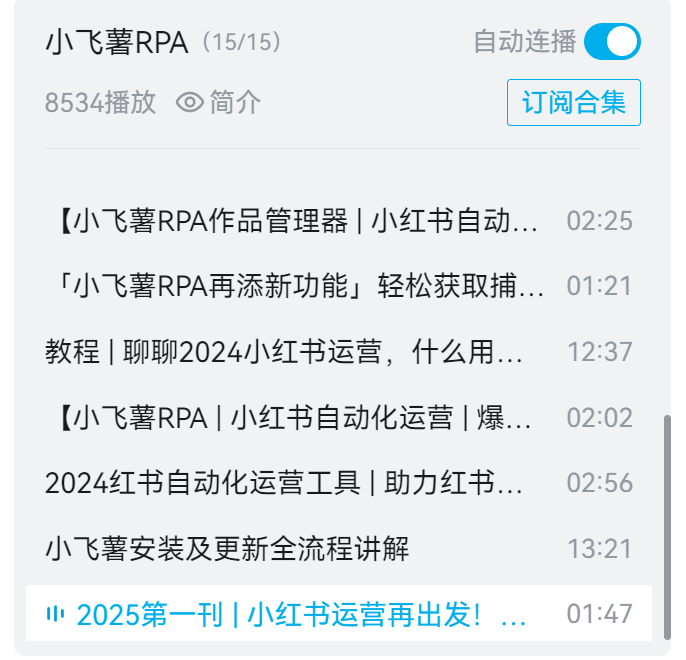 小飞薯RPA（15/15） 自动连播
8534播放 简介 订阅合集
【小飞薯RPA作品管理器 | 小红书自动... 02:25
「小飞薯RPA再添新功能」轻松获取捕... 01:21
教程 | 聊聊2024小红书运营，什么用... 12:37
【小飞薯RPA | 小红书自动化运营 | 爆... 02:02
2024红书自动化运营工具 | 助力红书... 02:56
小飞薯安装及更新全流程讲解 13:21
2025第一刊 | 小红书运营再出发！... 01:47